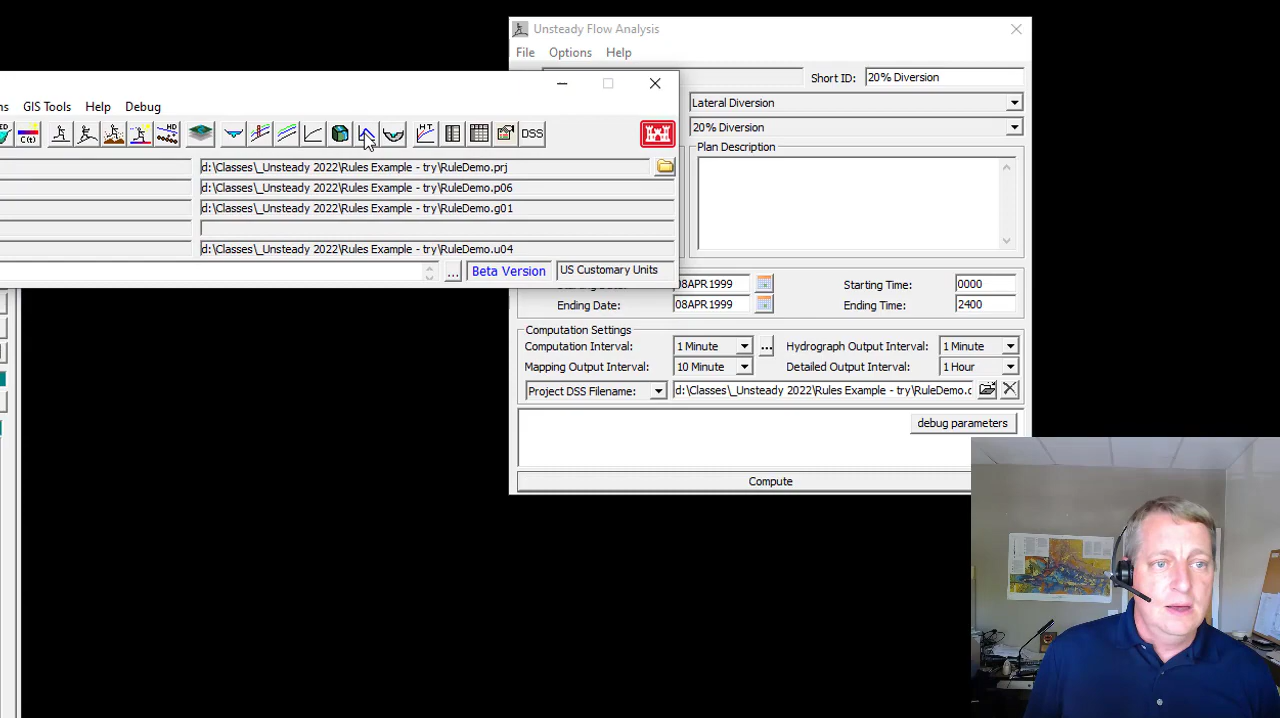 Unsteady Flow Analysis
File Options Help
Short ID: 20% Diversion
Lateral Diversion
20% Diversion
Plan Description
GIS Tools Help Debug
C(t) HD H T DSS
d:\Classes\_Unsteady 2022\Rules Example - try\RuleDemo.prj
d:\Classes\_Unsteady 2022\Rules Example - try\RuleDemo.p06
d:\Classes\_Unsteady 2022\Rules Example - try\RuleDemo.g01
d:\Classes\_Unsteady 2022\Rules Example - try\RuleDemo.u04
... Beta Version US Customary Units
08APR1999 Starting Time: 0000
Ending Date: 08APR1999 Ending Time: 2400
Computation Settings
Computation Interval: 1 Minute ... Hydrograph Output Interval: 1 Minute
Mapping Output Interval: 10 Minute Detailed Output Interval: 1 Hour
Project DSS Filename: d:\Classes\_Unsteady 2022\Rules Example - try\RuleDemo.c
debug parameters
Compute